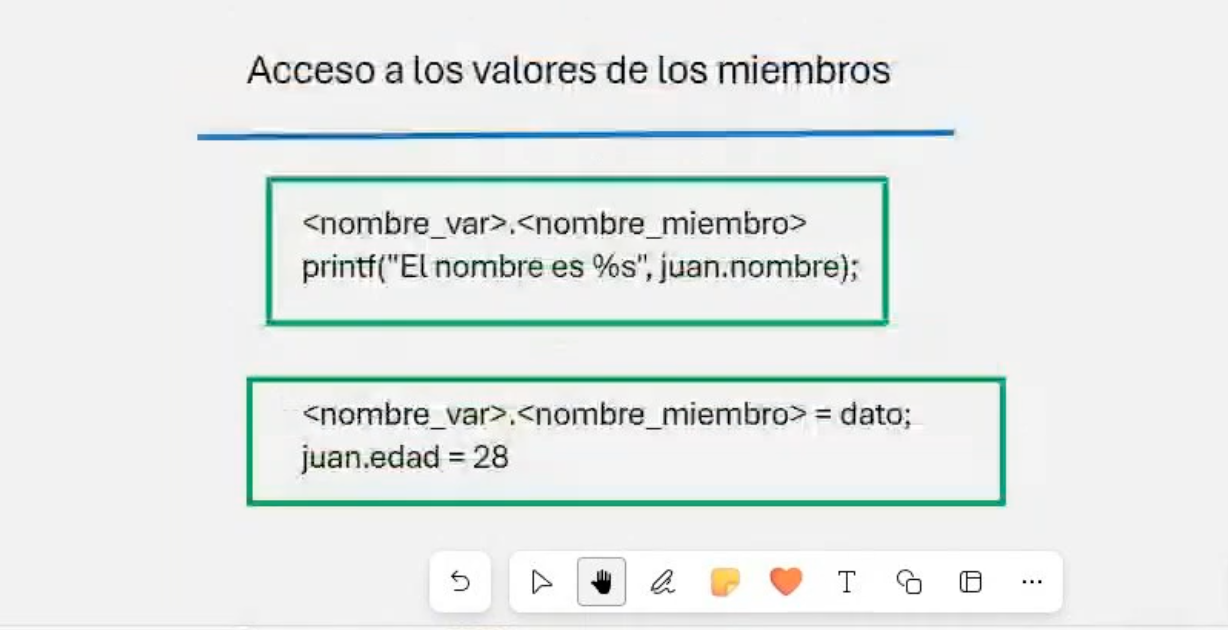 Acceso a los valores de los miembros
<nombre_var>.<nombre_miembro>
printf("El nombre es %s", juan.nombre);
<nombre_var>.<nombre_miembro> = dato;
juan.edad = 28